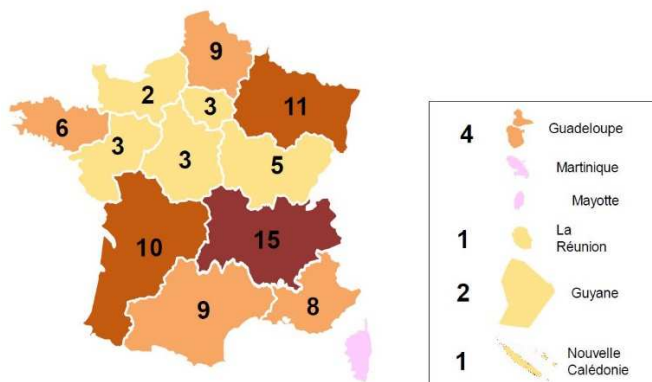 9
2
3
11
6
3
3
5
10
15
9
8
4 Guadeloupe
Martinique
Mayotte
1 La
Réunion
2 Guyane
1 Nouvelle
Calédonie